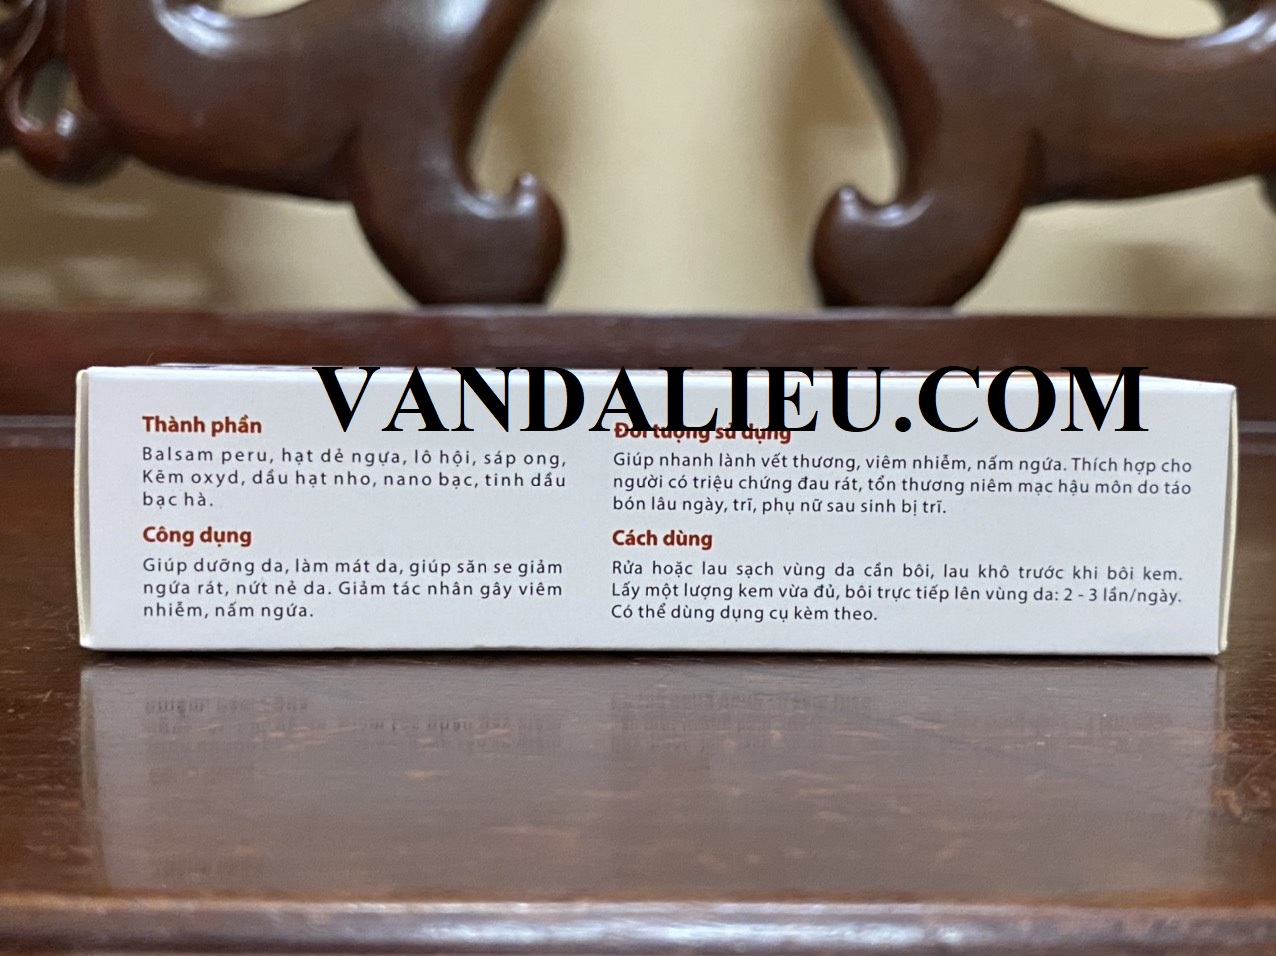 VANDALIEU.COM
Thành phần
Balsam peru, hạt dẻ ngựa, lô hội, sáp ong,
Kẽm oxyd, dầu hạt nho, nano bạc, tinh dầu
bạc hà.
Công dụng
Giúp dưỡng da, làm mát da, giúp săn se giảm
ngứa rát, nứt nẻ da. Giảm tác nhân gây viêm
nhiễm, nấm ngứa.
Đối tượng sử dụng
Giúp nhanh lành vết thương, viêm nhiễm, nấm ngứa. Thích hợp cho
người có triệu chứng đau rát, tổn thương niêm mạc hậu môn do táo
bón lâu ngày, trĩ, phụ nữ sau sinh bị trĩ.
Cách dùng
Rửa hoặc lau sạch vùng da cần bôi, lau khô trước khi bôi kem.
Lấy một lượng kem vừa đủ, bôi trực tiếp lên vùng da: 2 - 3 lần/ngày.
Có thể dùng dụng cụ kèm theo.